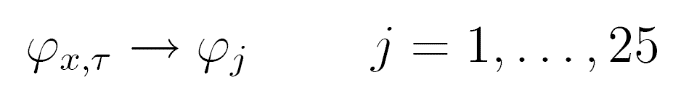 φ_{x,τ} → φ_j    j = 1, . . . , 25